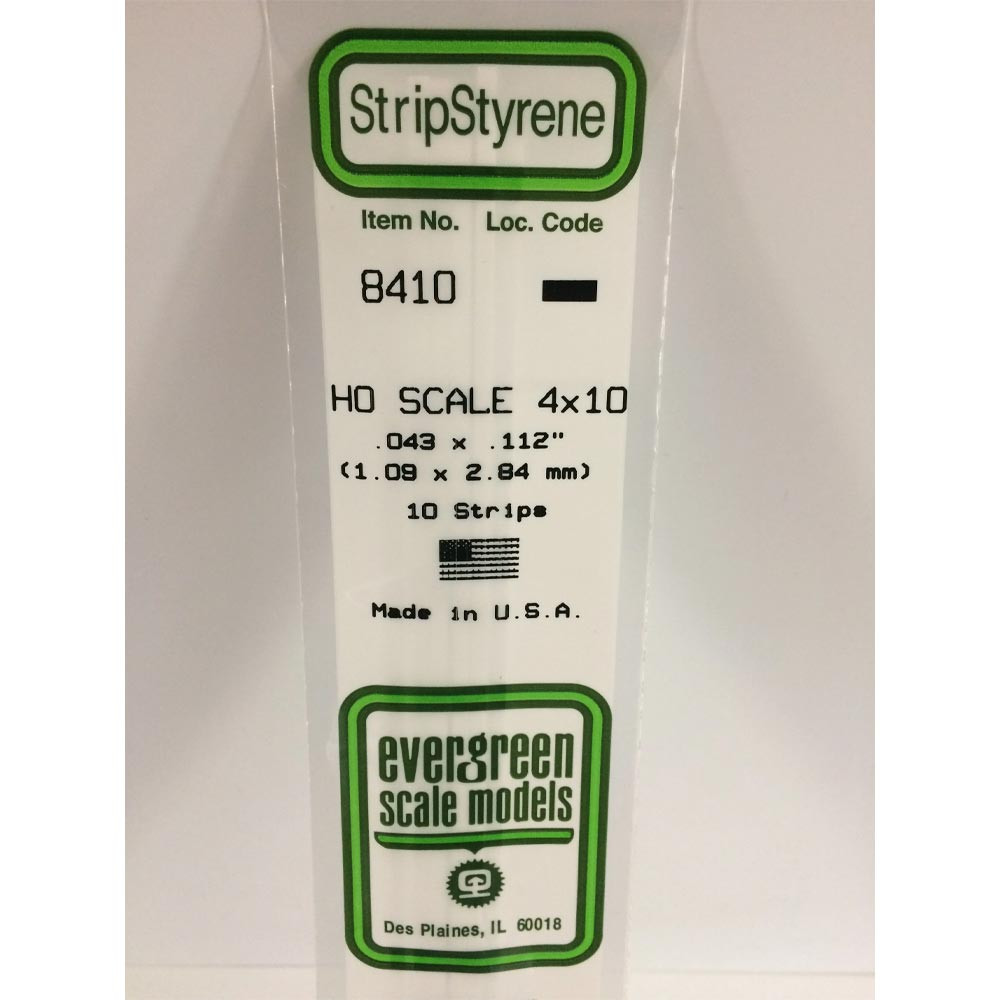 StripStyrene
Item No. Loc. Code
8410
HO SCALE 4x10
.043 x .112"
(1.09 x 2.84 mm)
10 Strips
Made in U.S.A.
evergreen
scale models
Des Plaines, IL 60018